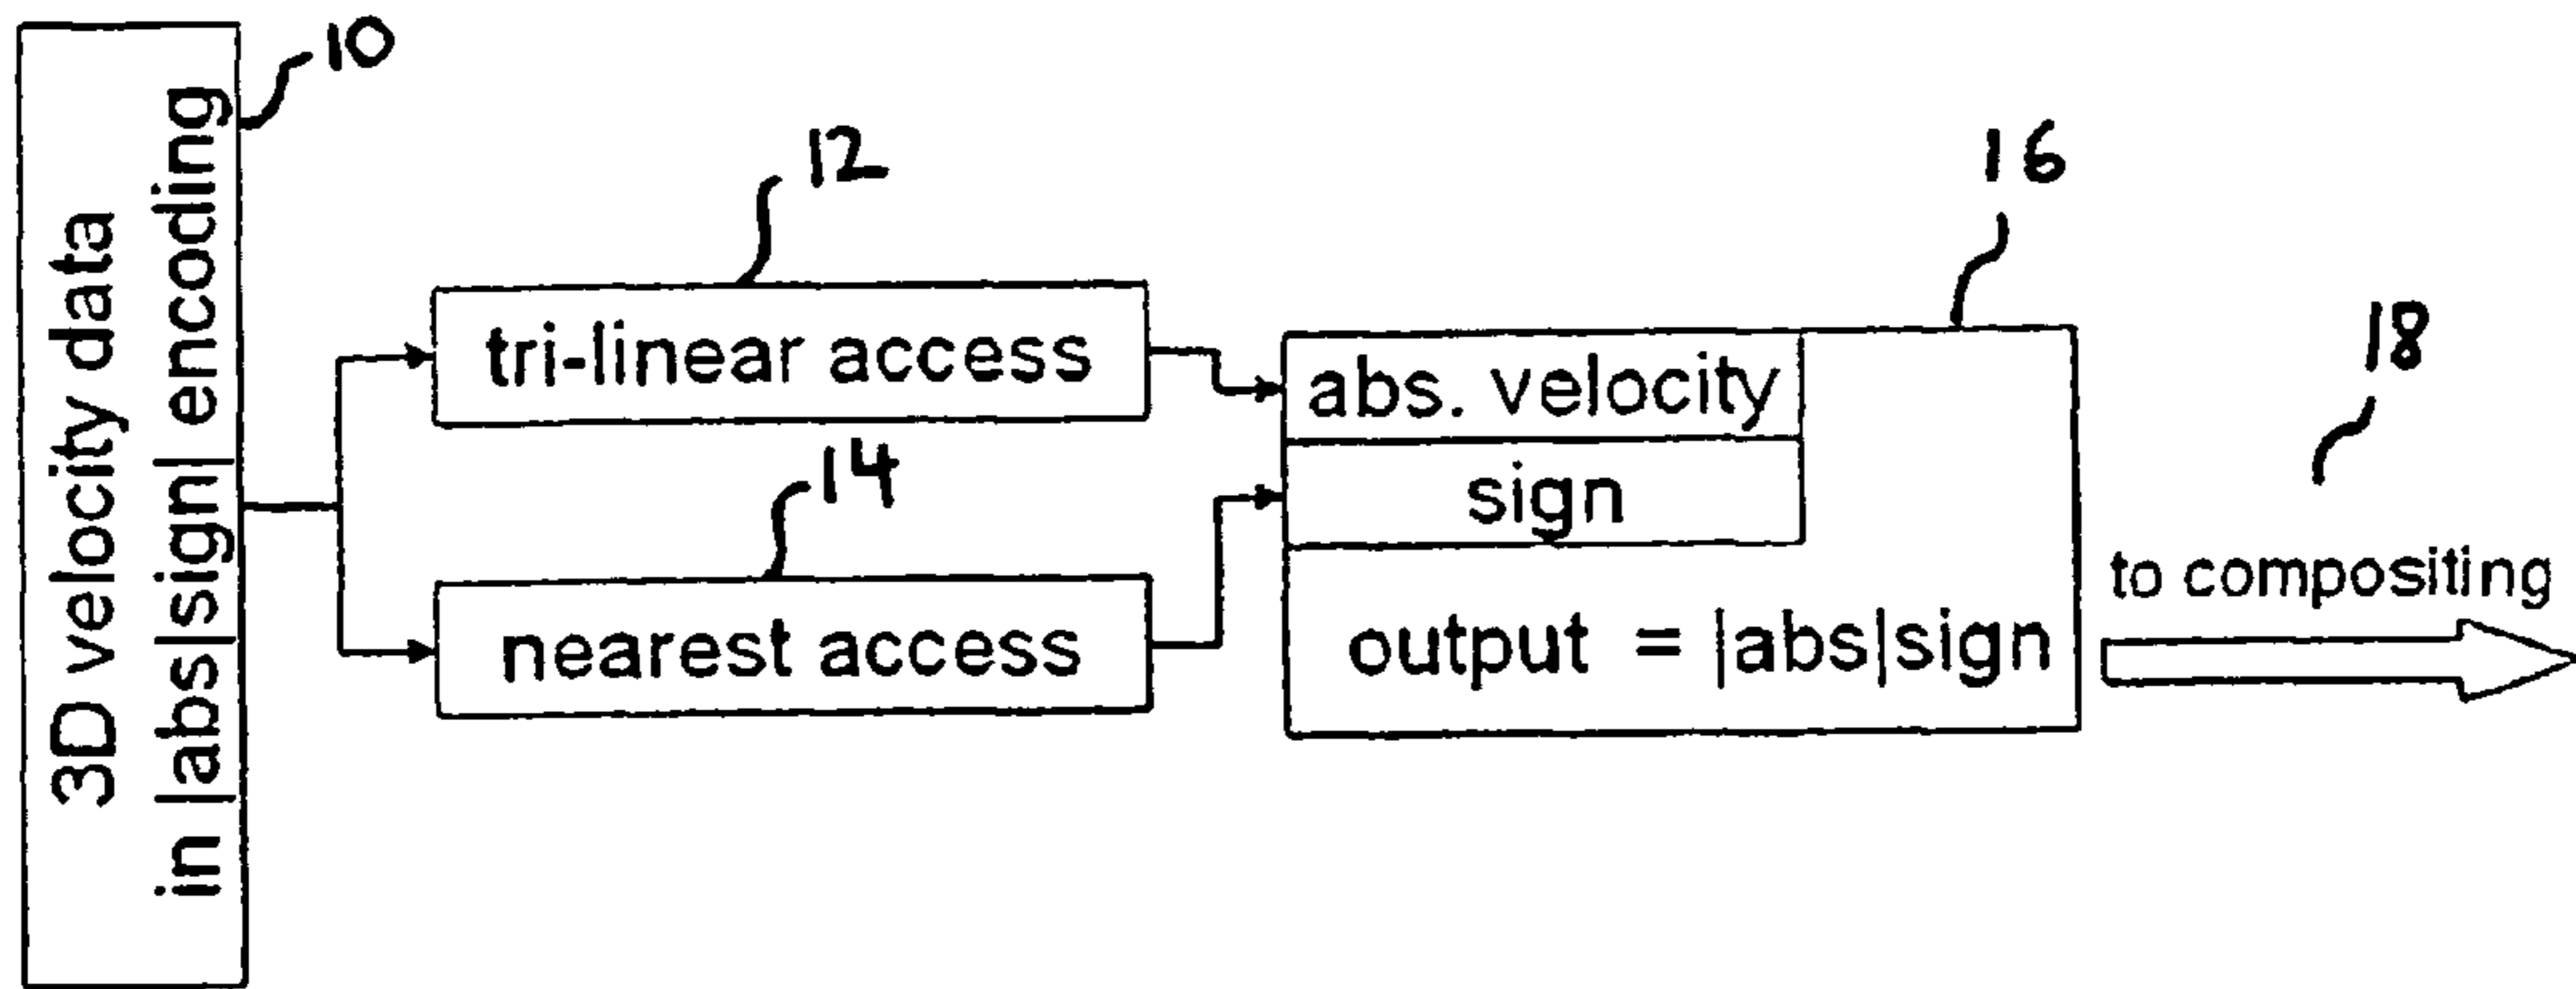 3D velocity data
in |abs|sign| encoding
10
12
tri-linear access
14
nearest access
16
abs. velocity
sign
output = |abs|sign
18
to compositing